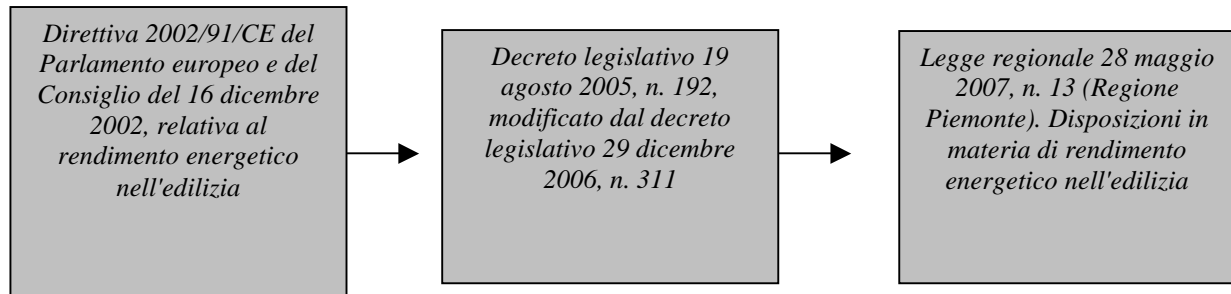 Direttiva 2002/91/CE del
Parlamento europeo e del
Consiglio del 16 dicembre
2002, relativa al
rendimento energetico
nell'edilizia
Decreto legislativo 19
agosto 2005, n. 192,
modificato dal decreto
legislativo 29 dicembre
2006, n. 311
Legge regionale 28 maggio
2007, n. 13 (Regione
Piemonte). Disposizioni in
materia di rendimento
energetico nell'edilizia